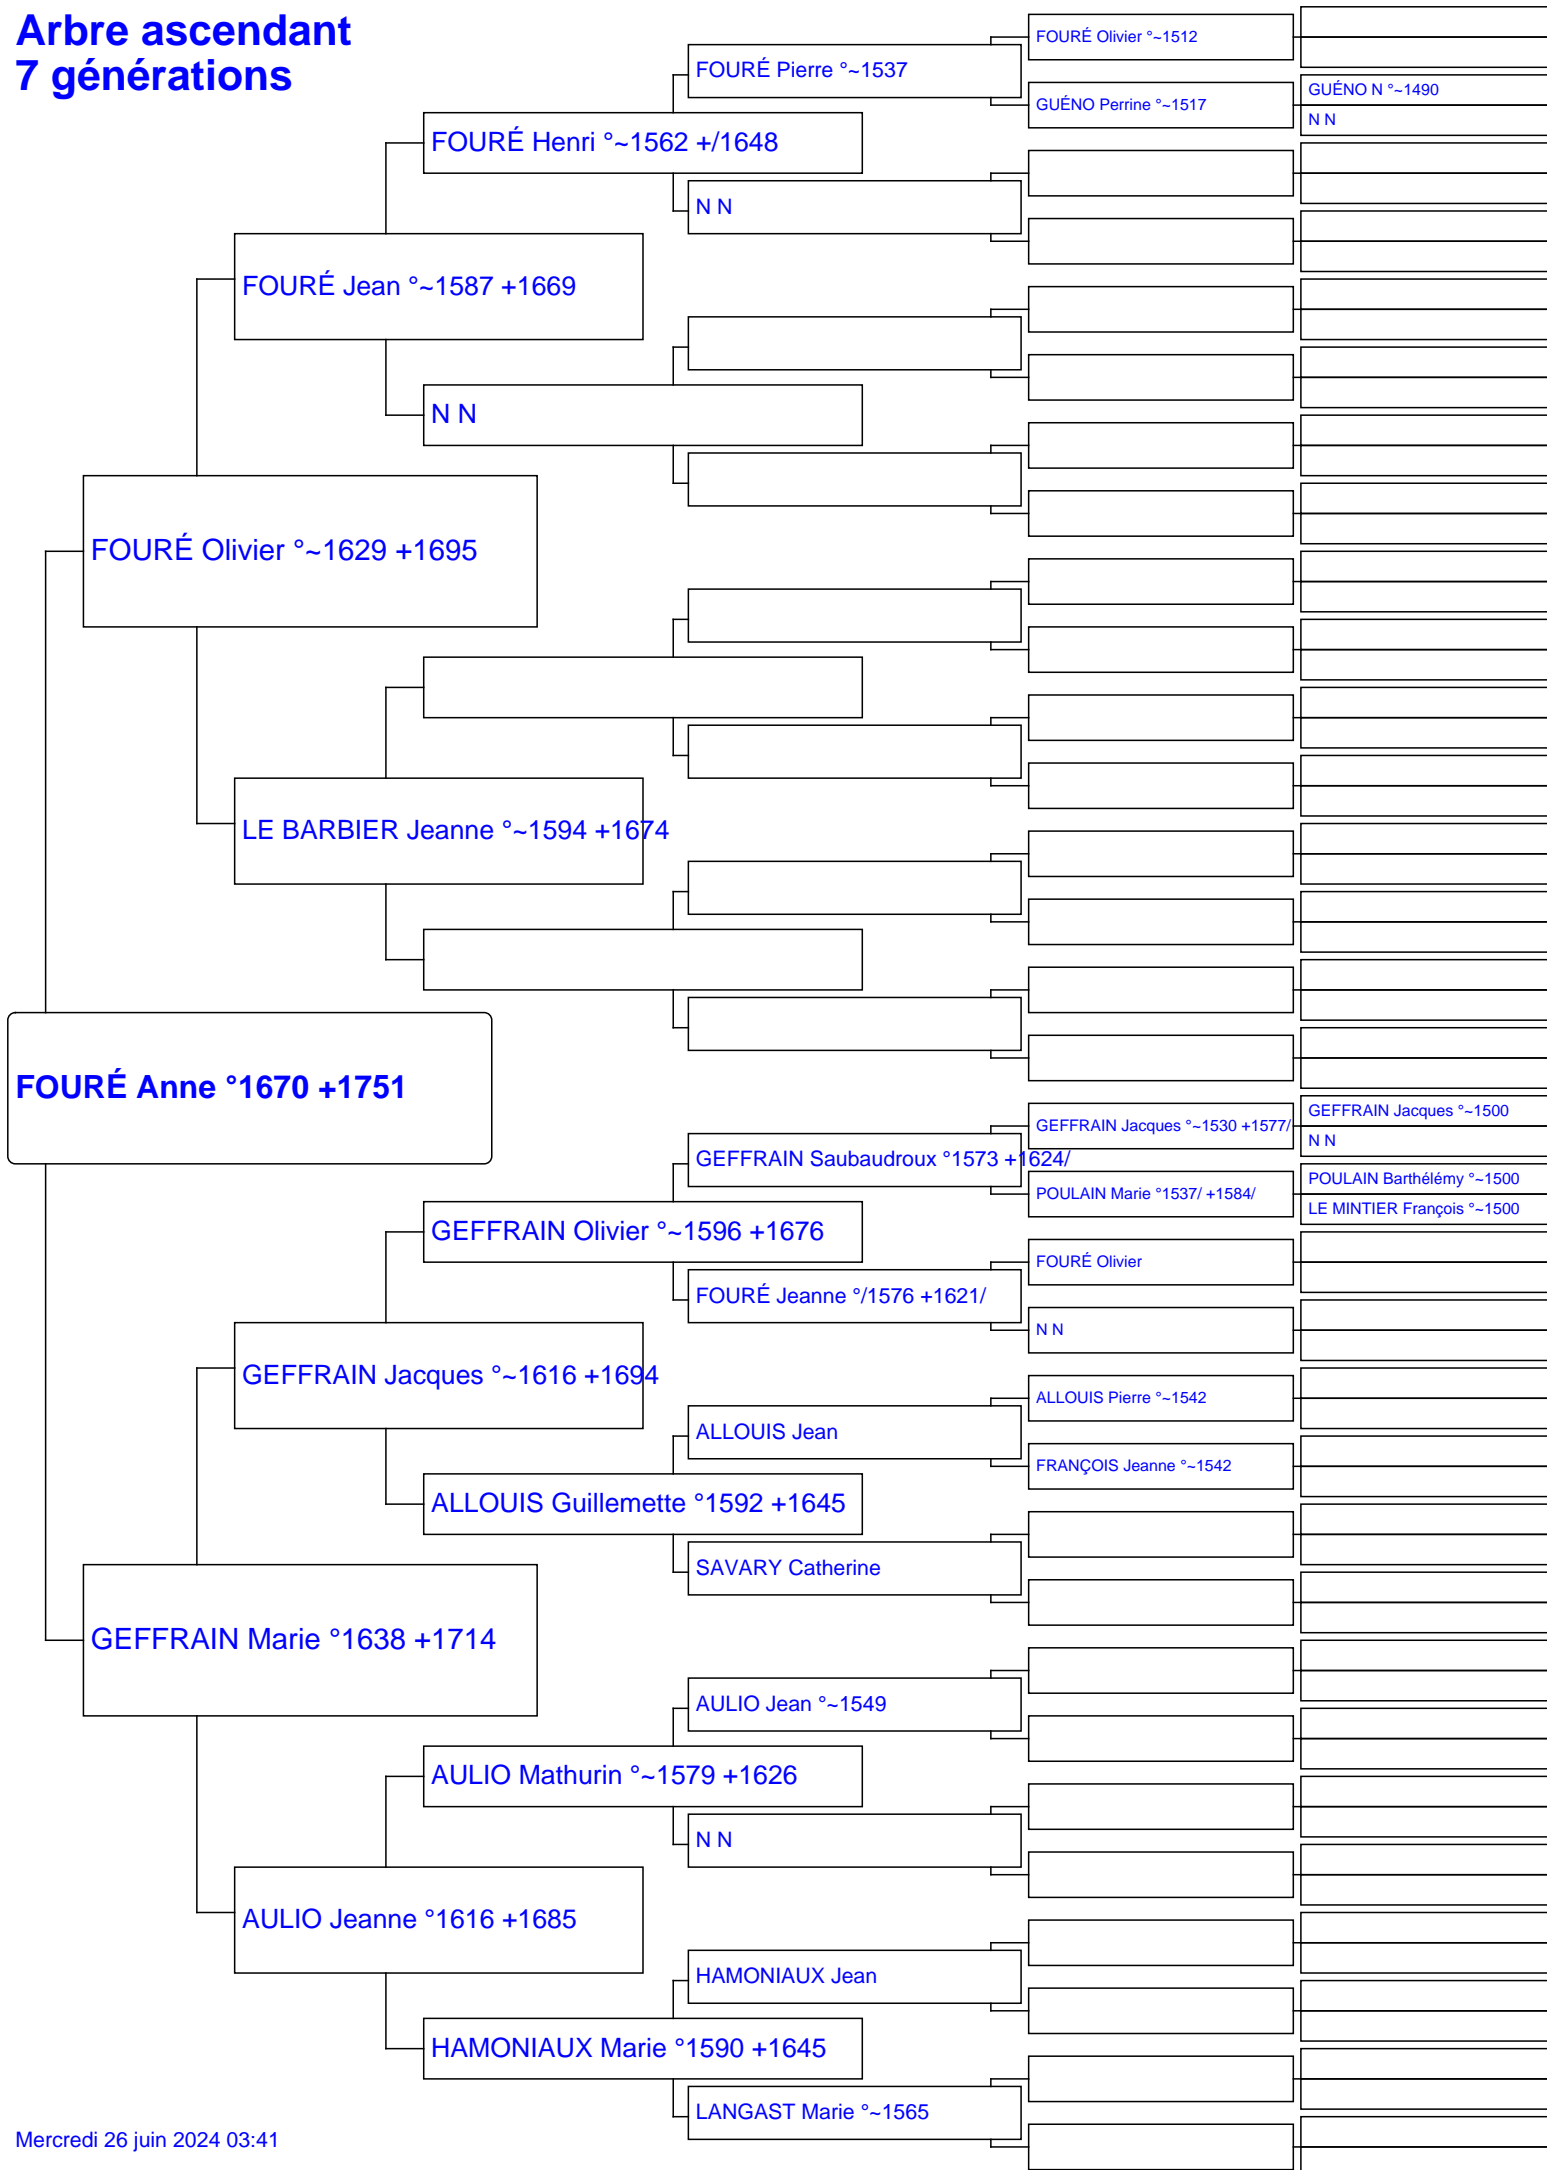 Arbre ascendant
7 générations
FOURÉ Olivier °~1512
FOURÉ Pierre °~1537
GUÉNO N °~1490
GUÉNO Perrine °~1517
N N
FOURÉ Henri °~1562 +/1648
N N
FOURÉ Jean °~1587 +1669
N N
FOURÉ Olivier °~1629 +1695
LE BARBIER Jeanne °~1594 +1674
FOURÉ Anne °1670 +1751
GEFFRAIN Jacques °~1500
GEFFRAIN Jacques °~1530 +1577/
N N
GEFFRAIN Saubaudroux °1573 +1624/
POULAIN Barthélémy °~1500
POULAIN Marie °1537/ +1584/
LE MINTIER François °~1500
GEFFRAIN Olivier °~1596 +1676
FOURÉ Olivier
FOURÉ Jeanne °/1576 +1621/
N N
GEFFRAIN Jacques °~1616 +1694
ALLOUIS Pierre °~1542
ALLOUIS Jean
FRANÇOIS Jeanne °~1542
ALLOUIS Guillemette °1592 +1645
SAVARY Catherine
GEFFRAIN Marie °1638 +1714
AULIO Jean °~1549
AULIO Mathurin °~1579 +1626
N N
AULIO Jeanne °1616 +1685
HAMONIAUX Jean
HAMONIAUX Marie °1590 +1645
LANGAST Marie °~1565
Mercredi 26 juin 2024 03:41